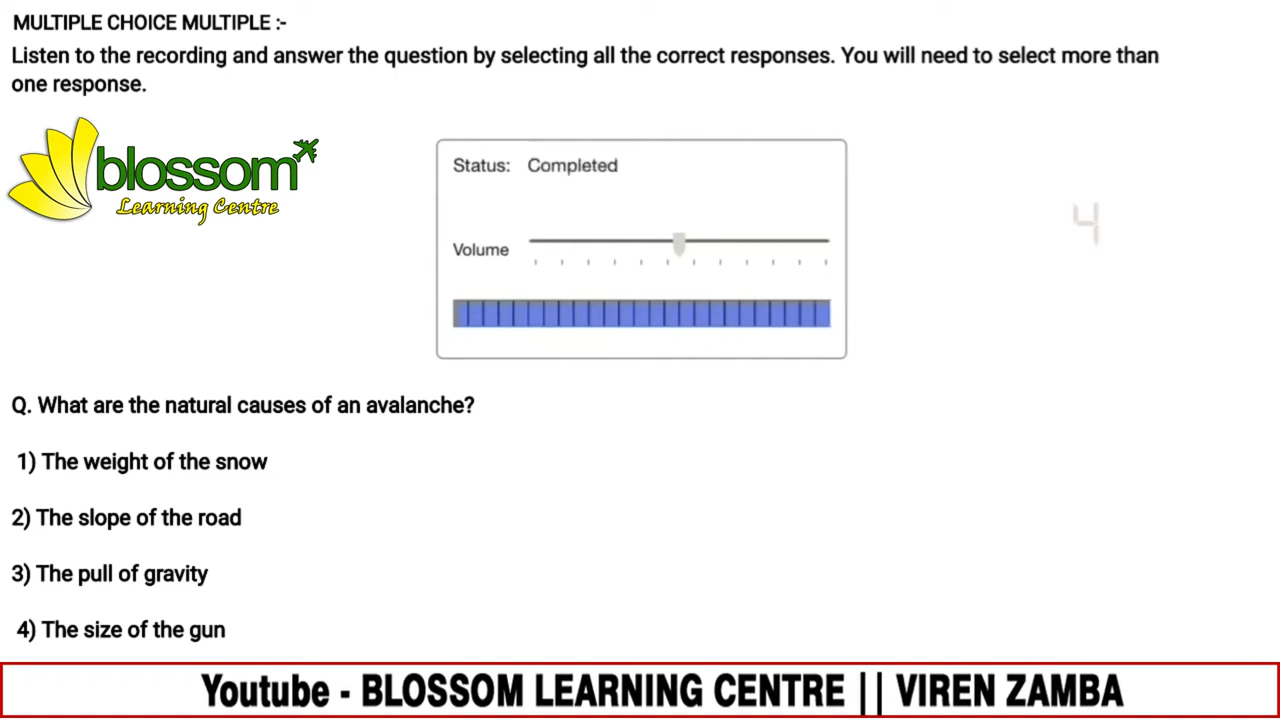 MULTIPLE CHOICE MULTIPLE :-
Listen to the recording and answer the question by selecting all the correct responses. You will need to select more than
one response.
blossom
Learning Centre
Status: Completed
4
Volume
Q. What are the natural causes of an avalanche?
1) The weight of the snow
2) The slope of the road
3) The pull of gravity
4) The size of the gun
Youtube - BLOSSOM LEARNING CENTRE || VIREN ZAMBA